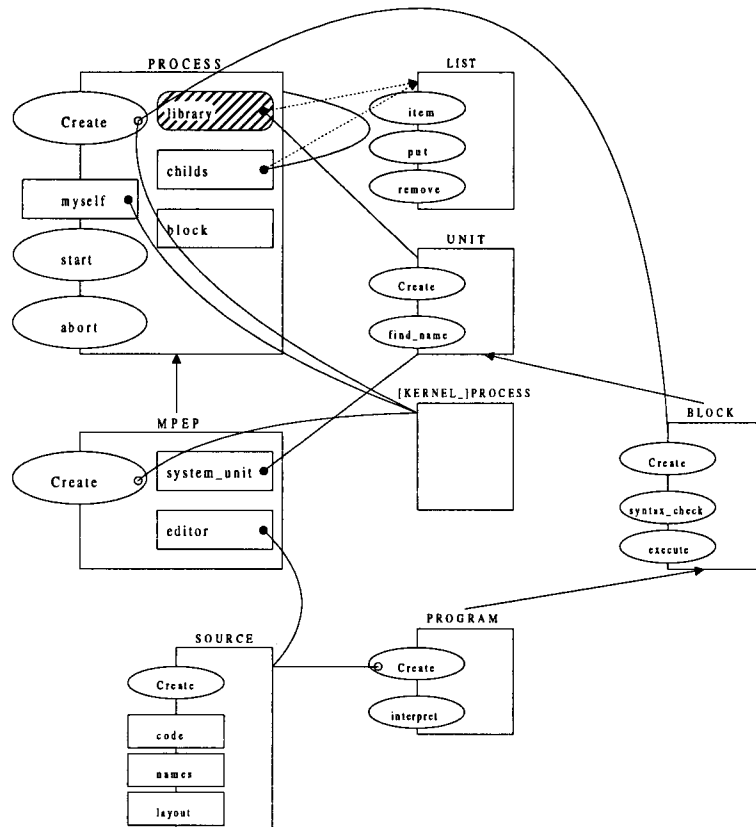 PROCESS
Create
library
childs
myself
block
start
abort
LIST
item
put
remove
UNIT
Create
find_name
[KERNEL_]PROCESS
BLOCK
Create
syntax_check
execute
MPEP
Create
system_unit
editor
SOURCE
Create
code
names
layout
PROGRAM
Create
interpret